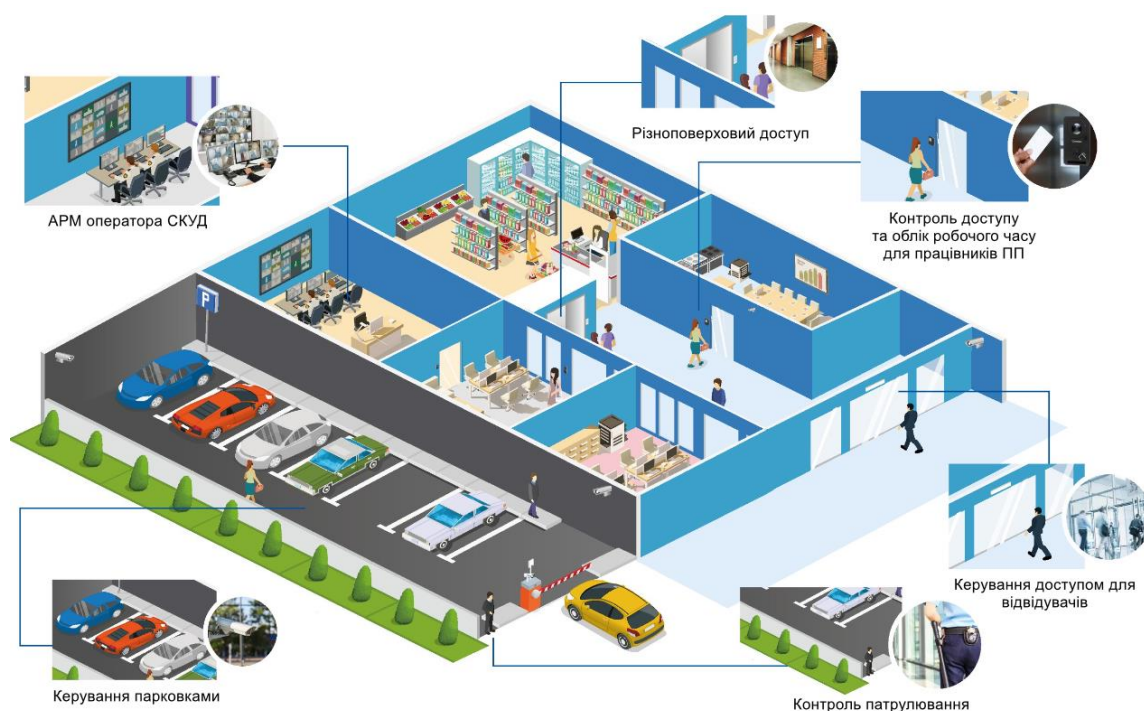 Різноповерховий доступ
АРМ оператора СКУД
Контроль доступу
та облік робочого часу
для працівників ПП
P
Керування доступом для
відвідувачів
Керування парковками
Контроль патрулювання